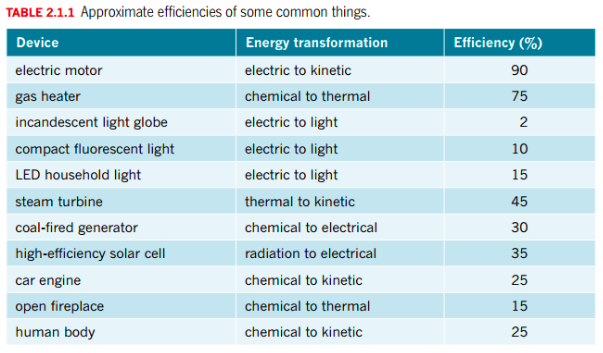 TABLE 2.1.1 Approximate efficiencies of some common things.
Device Energy transformation Efficiency (%)
electric motor electric to kinetic 90
gas heater chemical to thermal 75
incandescent light globe electric to light 2
compact fluorescent light electric to light 10
LED household light electric to light 15
steam turbine thermal to kinetic 45
coal-fired generator chemical to electrical 30
high-efficiency solar cell radiation to electrical 35
car engine chemical to kinetic 25
open fireplace chemical to thermal 15
human body chemical to kinetic 25